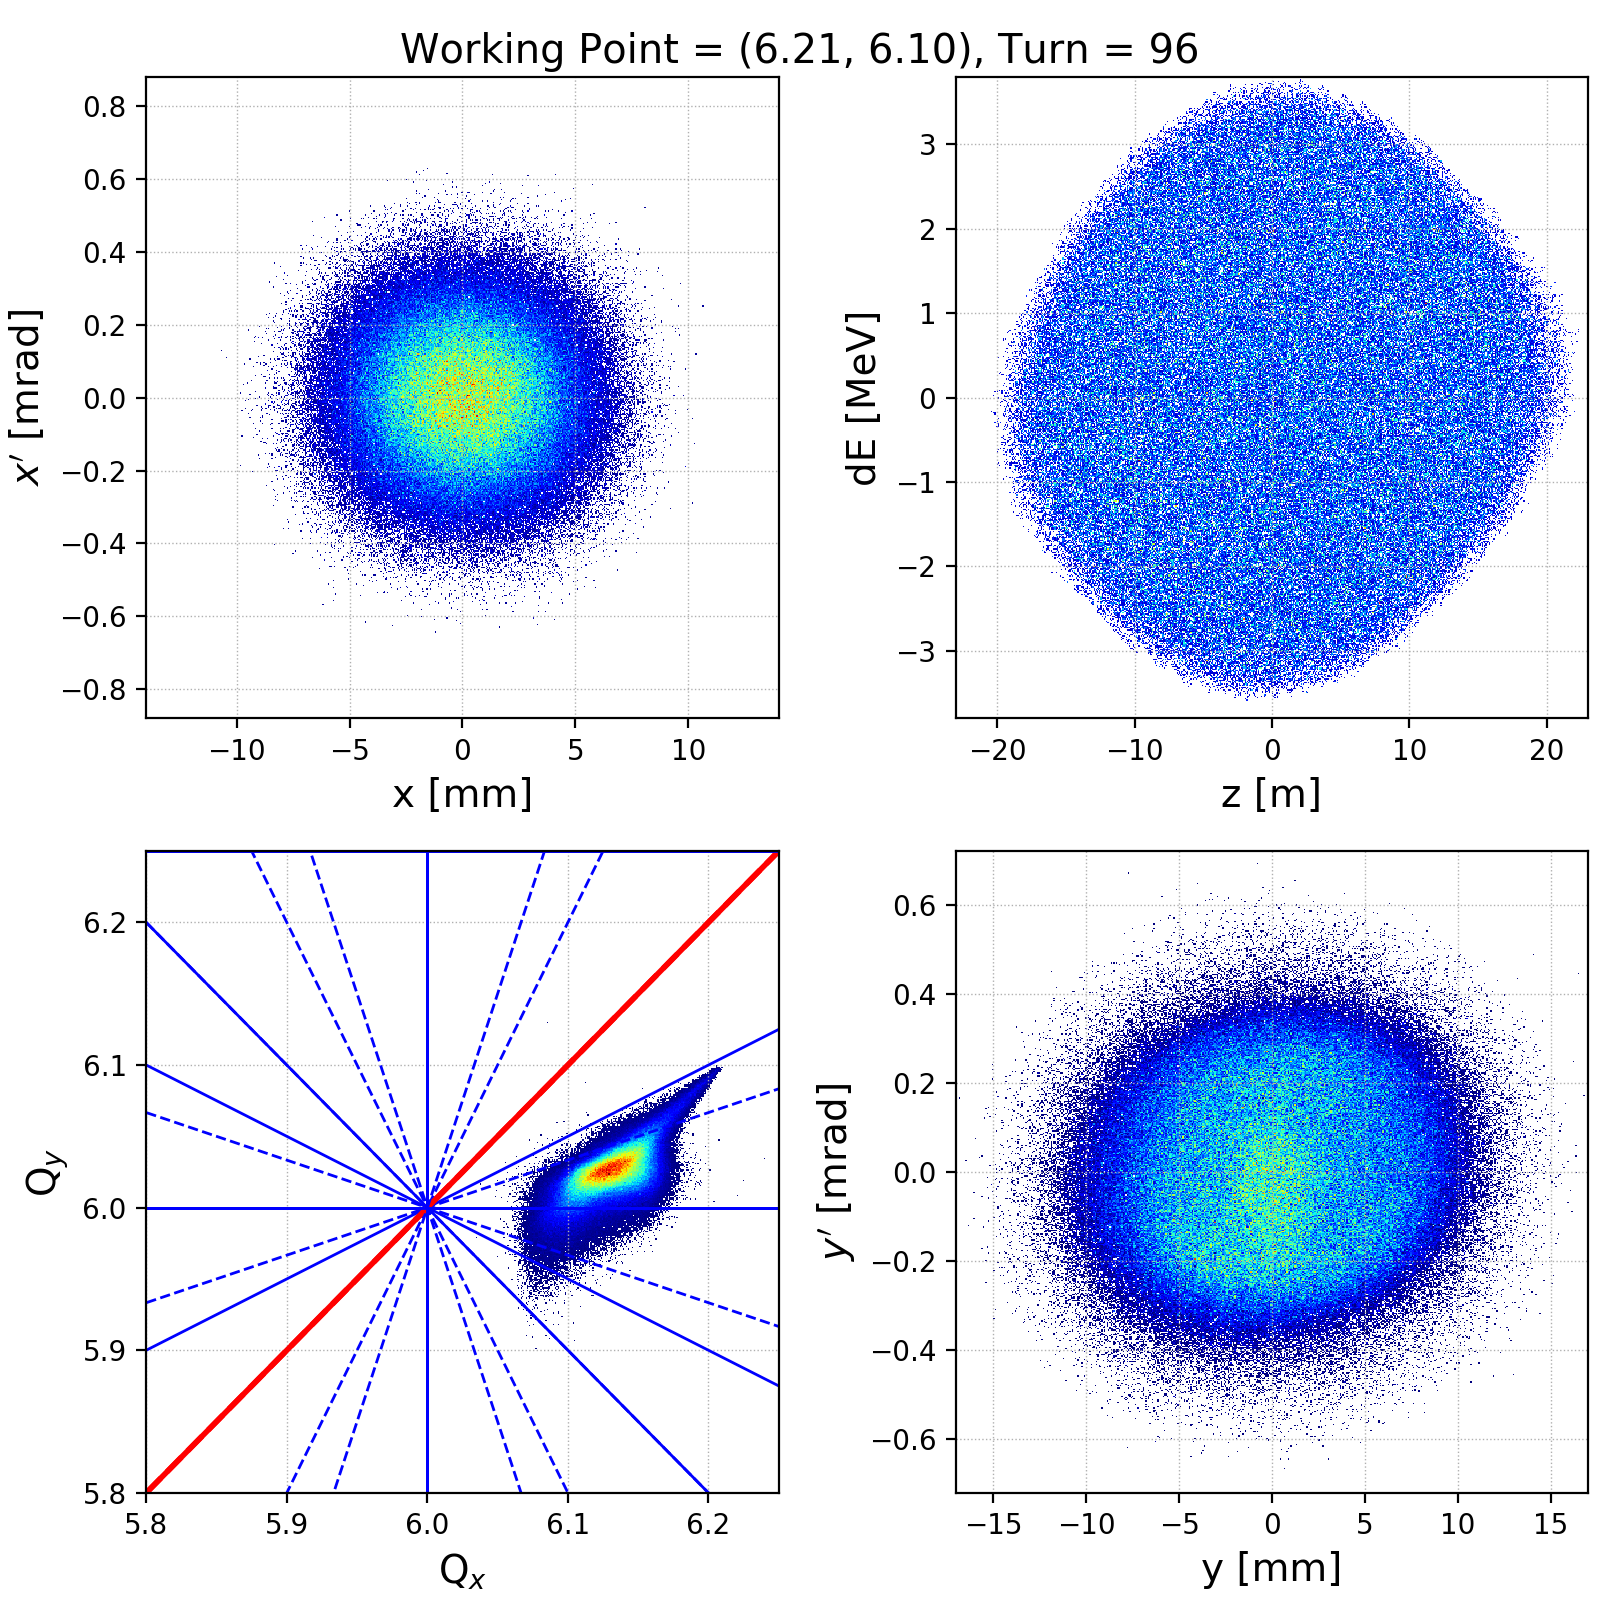 Working Point = (6.21, 6.10), Turn = 96
0.8
0.6
0.4
0.2
0.0
−0.2
−0.4
−0.6
−0.8
x′ [mrad]
−10 −5 0 5 10
x [mm]
3
2
1
0
−1
−2
−3
dE [MeV]
−20 −10 0 10 20
z [m]
6.2
6.1
6.0
5.9
5.8
Qy
5.8 5.9 6.0 6.1 6.2
Qx
0.6
0.4
0.2
0.0
−0.2
−0.4
−0.6
y′ [mrad]
−15 −10 −5 0 5 10 15
y [mm]